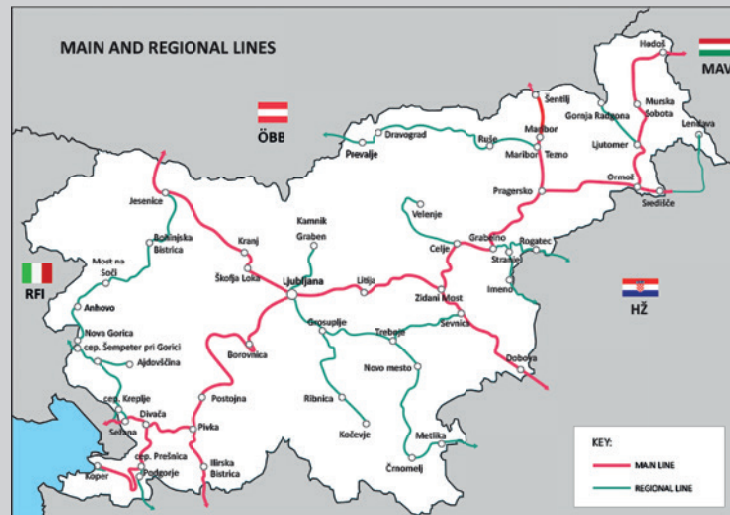 MAIN AND REGIONAL LINES
Hodoš
MAV
Šentilj
Gornja Radgona
Murska
Sobota
Lendava
ÖBB
Dravograd
Prevalje
Ruše
Maribor
Maribor Tezno
Ljutomer
Ormož
Središče
Pragersko
Jesenice
Velenje
Kamnik
Graben
Bohinjska
Bistrica
Kranj
Celje
Grabelno
Rogatec
Stranje
Most na
Soči
Škofja Loka
RFI
Ljubljana
Litija
Zidani Most
Imeno
HŽ
Anhovo
Grosuplje
Trebnje
Sevnica
Nova Gorica
cep. Šempeter pri Gorici
Ajdovščina
Borovnica
Novo mesto
Dobova
cep. Kreplje
Postojna
Ribnica
Sežana
Divača
Pivka
Kočevje
Metlika
Črnomelj
cep. Prešnica
Podgorje
Koper
Ilirska
Bistrica
KEY:
MAIN LINE
REGIONAL LINE